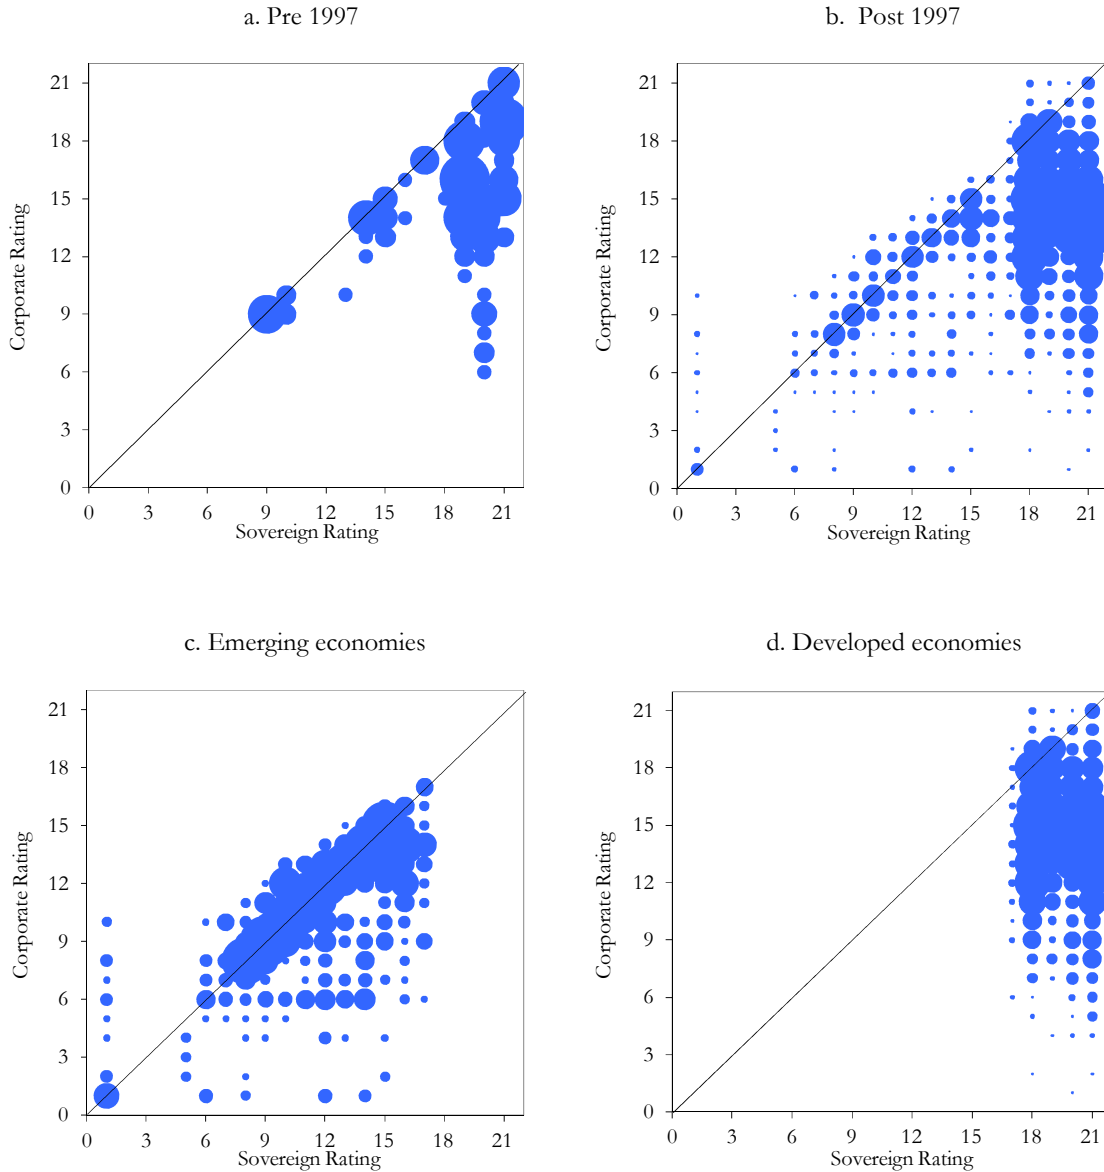 a. Pre 1997
Corporate Rating
21
18
15
12
9
6
3
0
0 3 6 9 12 15 18 21
Sovereign Rating
b. Post 1997
Corporate Rating
21
18
15
12
9
6
3
0
0 3 6 9 12 15 18 21
Sovereign Rating
c. Emerging economies
Corporate Rating
21
18
15
12
9
6
3
0
0 3 6 9 12 15 18 21
Sovereign Rating
d. Developed economies
Corporate Rating
21
18
15
12
9
6
3
0
0 3 6 9 12 15 18 21
Sovereign Rating